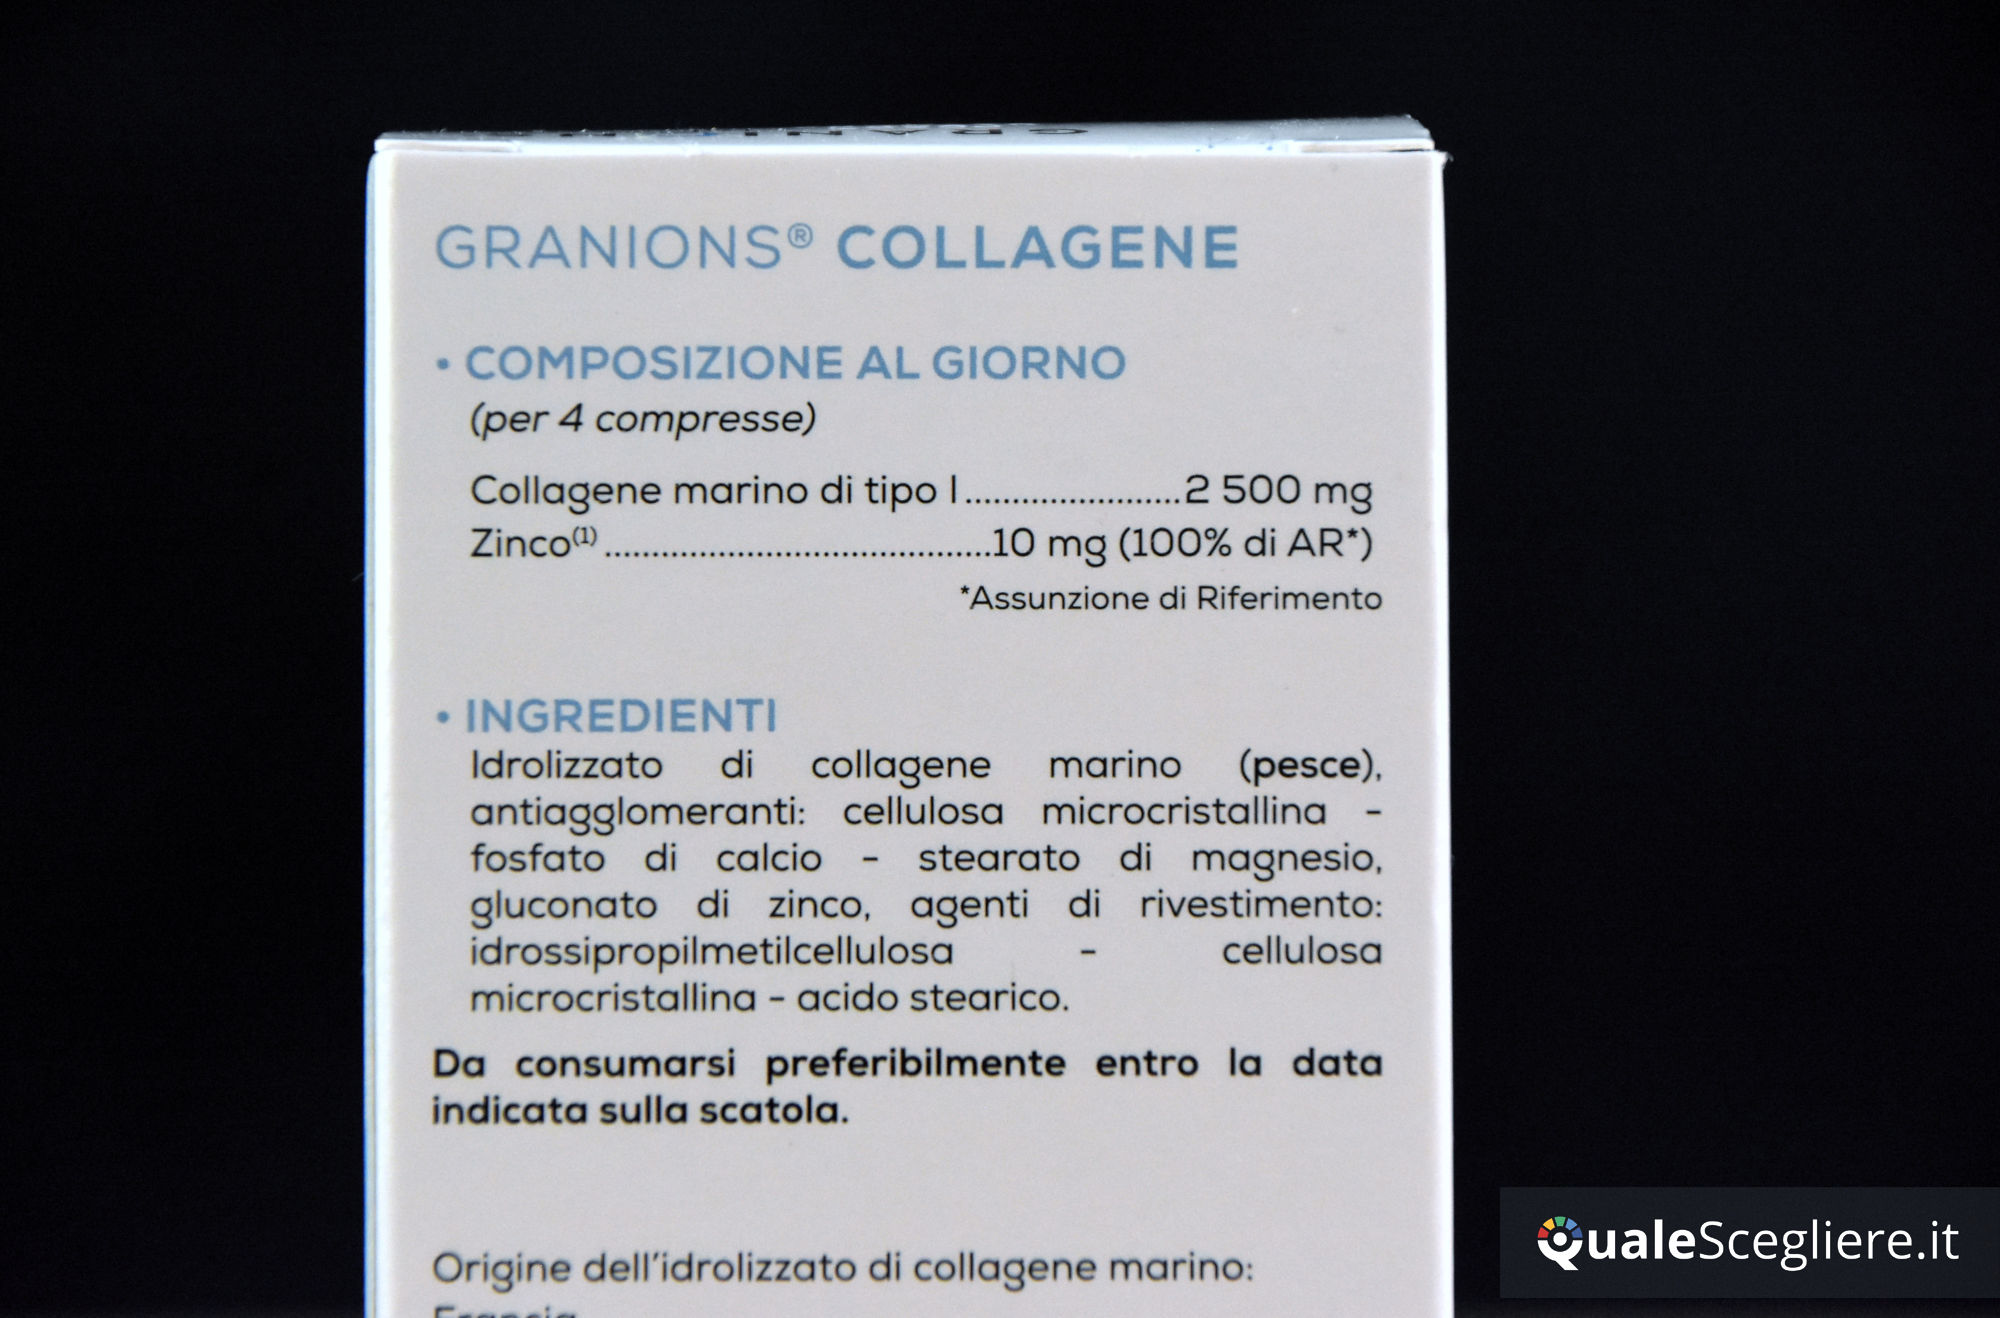 GRANIONS® COLLAGENE
• COMPOSIZIONE AL GIORNO
(per 4 compresse)
Collagene marino di tipo I.......................2 500 mg
Zinco(1).........................................10 mg (100% di AR*)
*Assunzione di Riferimento
• INGREDIENTI
Idrolizzato di collagene marino (pesce),
antiagglomeranti: cellulosa microcristallina -
fosfato di calcio - stearato di magnesio,
gluconato di zinco, agenti di rivestimento:
idrossipropilmetilcellulosa - cellulosa
microcristallina - acido stearico.
Da consumarsi preferibilmente entro la data
indicata sulla scatola.
Origine dell'idrolizzato di collagene marino:
Francia
QualeScegliere.it